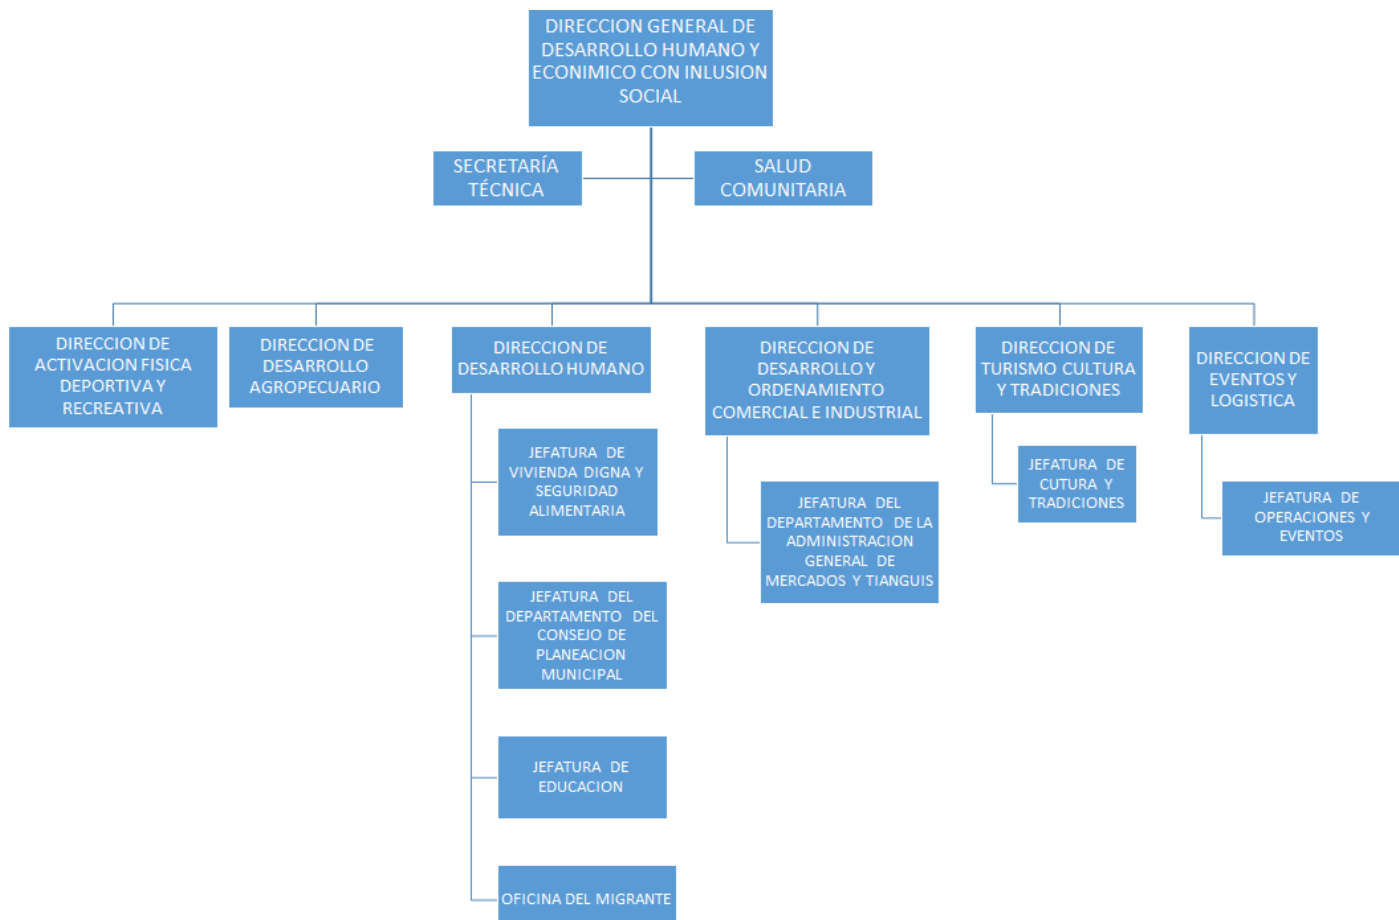 DIRECCION GENERAL DE
DESARROLLO HUMANO Y
ECONIMICO CON INLUSION
SOCIAL
SECRETARÍA
TÉCNICA
SALUD
COMUNITARIA
DIRECCION DE
ACTIVACION FISICA
DEPORTIVA Y
RECREATIVA
DIRECCION DE
DESARROLLO
AGROPECUARIO
DIRECCION DE
DESARROLLO HUMANO
DIRECCION DE
DESARROLLO Y
ORDENAMIENTO
COMERCIAL E INDUSTRIAL
DIRECCION DE
TURISMO CULTURA
Y TRADICIONES
DIRECCION DE
EVENTOS Y
LOGISTICA
JEFATURA DE
VIVIENDA DIGNA Y
SEGURIDAD
ALIMENTARIA
JEFATURA DEL
DEPARTAMENTO DE LA
ADMINISTRACION
GENERAL DE
MERCADOS Y TIANGUIS
JEFATURA DE
CUTURA Y
TRADICIONES
JEFATURA DE
OPERACIONES Y
EVENTOS
JEFATURA DEL
DEPARTAMENTO DEL
CONSEJO DE
PLANEACION
MUNICIPAL
JEFATURA DE
EDUCACION
OFICINA DEL MIGRANTE